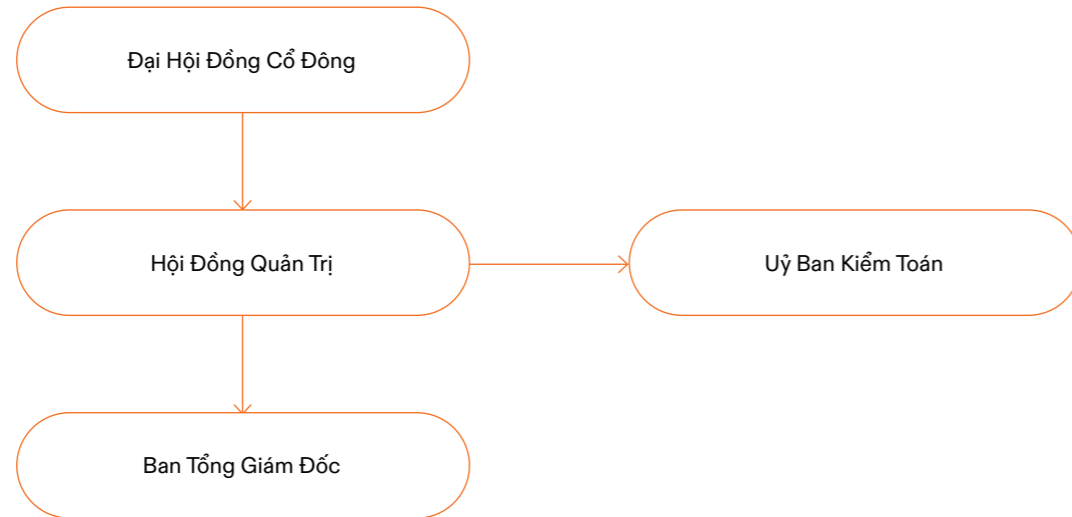 Đại Hội Đồng Cổ Đông
Hội Đồng Quản Trị
Uỷ Ban Kiểm Toán
Ban Tổng Giám Đốc